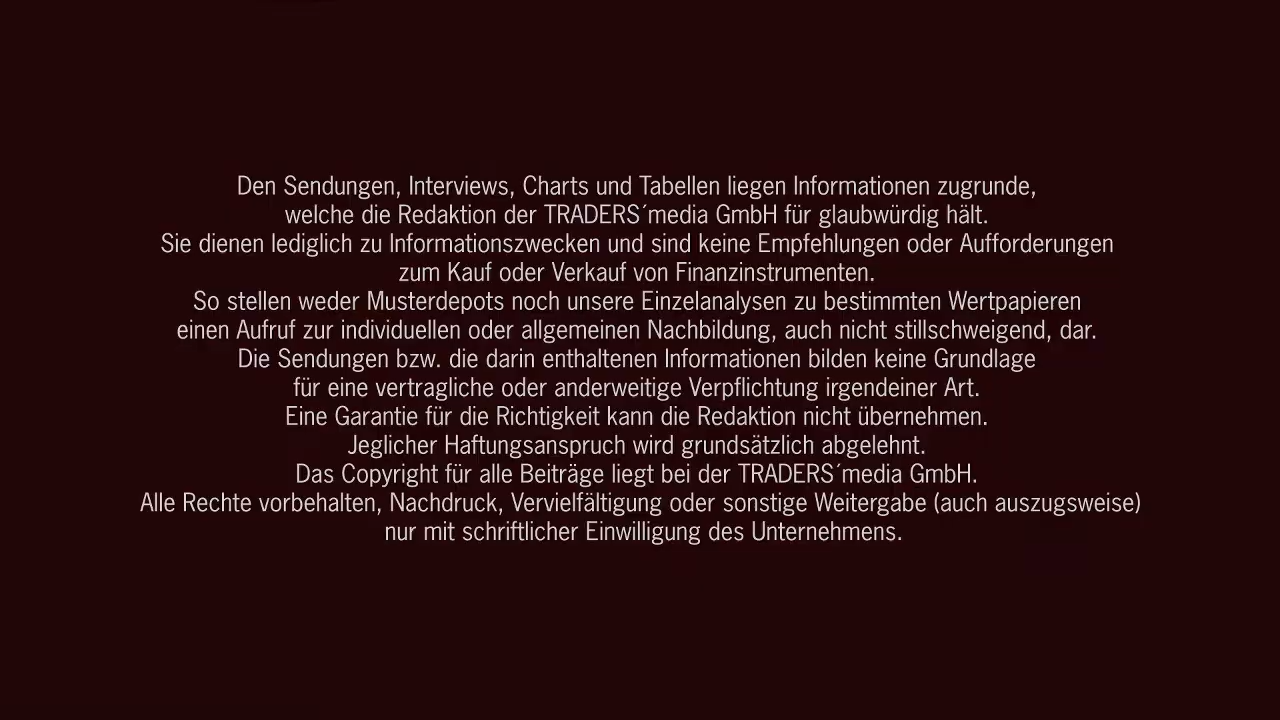 Den Sendungen, Interviews, Charts und Tabellen liegen Informationen zugrunde,
welche die Redaktion der TRADERS´media GmbH für glaubwürdig hält.
Sie dienen lediglich zu Informationszwecken und sind keine Empfehlungen oder Aufforderungen
zum Kauf oder Verkauf von Finanzinstrumenten.
So stellen weder Musterdepots noch unsere Einzelanalysen zu bestimmten Wertpapieren
einen Aufruf zur individuellen oder allgemeinen Nachbildung, auch nicht stillschweigend, dar.
Die Sendungen bzw. die darin enthaltenen Informationen bilden keine Grundlage
für eine vertragliche oder anderweitige Verpflichtung irgendeiner Art.
Eine Garantie für die Richtigkeit kann die Redaktion nicht übernehmen.
Jeglicher Haftungsanspruch wird grundsätzlich abgelehnt.
Das Copyright für alle Beiträge liegt bei der TRADERS´media GmbH.
Alle Rechte vorbehalten, Nachdruck, Vervielfältigung oder sonstige Weitergabe (auch auszugsweise)
nur mit schriftlicher Einwilligung des Unternehmens.